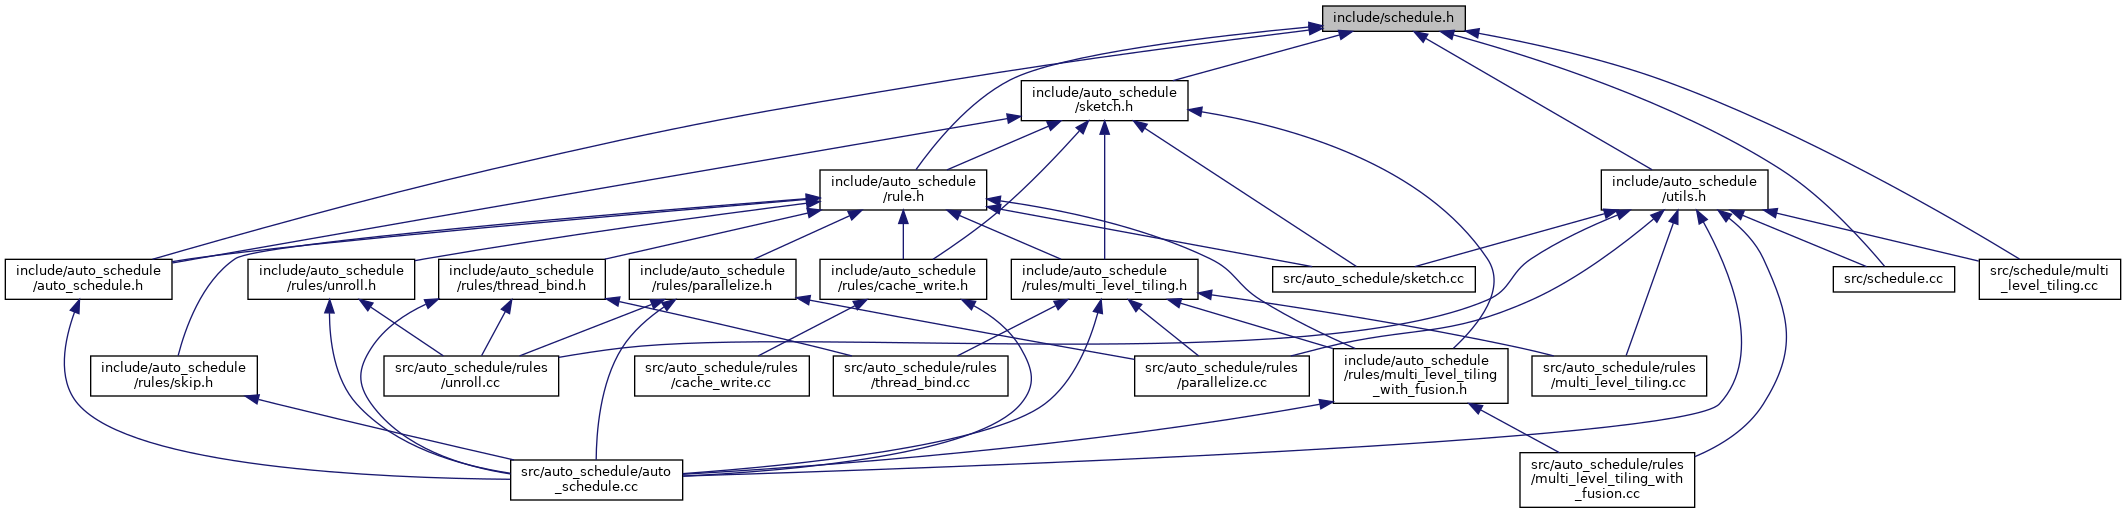 include/schedule.h
include/auto_schedule
/sketch.h
include/auto_schedule
/rule.h
include/auto_schedule
/utils.h
include/auto_schedule
/auto_schedule.h
include/auto_schedule
/rules/unroll.h
include/auto_schedule
/rules/thread_bind.h
include/auto_schedule
/rules/parallelize.h
include/auto_schedule
/rules/cache_write.h
include/auto_schedule
/rules/multi_level_tiling.h
src/auto_schedule/sketch.cc
src/schedule.cc
src/schedule/multi
_level_tiling.cc
include/auto_schedule
/rules/skip.h
src/auto_schedule/rules
/unroll.cc
src/auto_schedule/rules
/cache_write.cc
src/auto_schedule/rules
/thread_bind.cc
src/auto_schedule/rules
/parallelize.cc
include/auto_schedule
/rules/multi_level_tiling
_with_fusion.h
src/auto_schedule/rules
/multi_level_tiling.cc
src/auto_schedule/auto
_schedule.cc
src/auto_schedule/rules
/multi_level_tiling_with
_fusion.cc